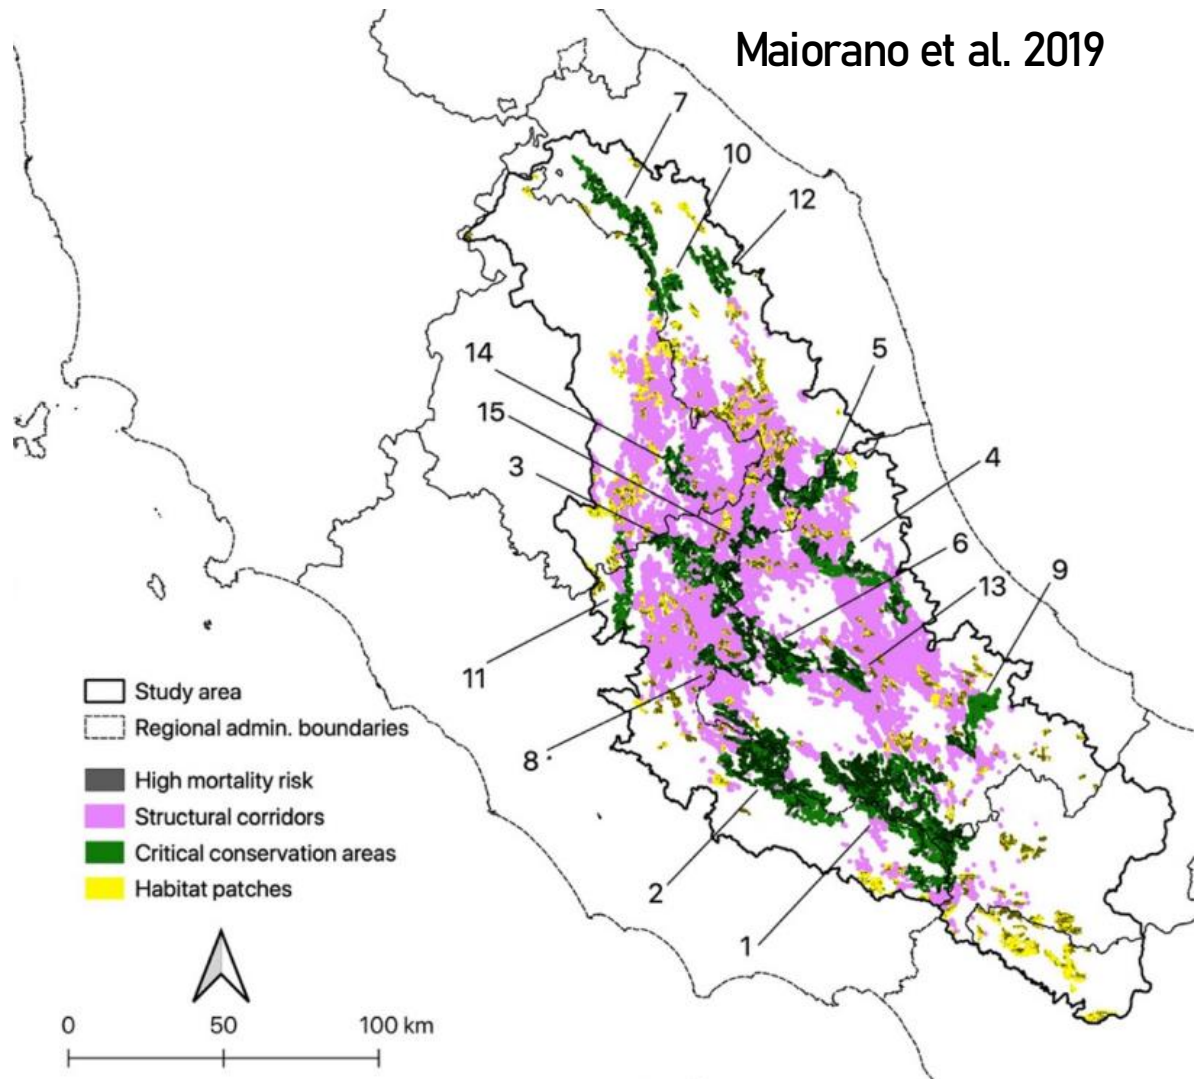 Maiorano et al. 2019
7
10
12
14
5
15
3
4
6
9
13
11
8
2
1
Study area
Regional admin. boundaries
High mortality risk
Structural corridors
Critical conservation areas
Habitat patches
0 50 100 km